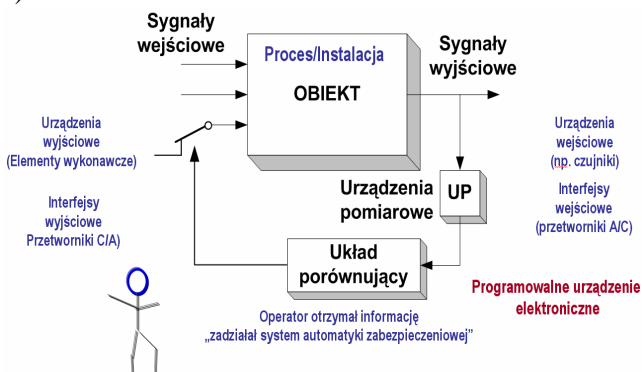 Sygnały
wejściowe
Proces/Instalacja
OBIEKT
Sygnały
wyjściowe
Urządzenia
wyjściowe
(Elementy wykonawcze)
Interfejsy
wyjściowe
Przetworniki C/A)
Urządzenia
wejściowe
(np. czujniki)
Interfejsy
wejściowe
(przetworniki A/C)
Urządzenia
pomiarowe
UP
Układ
porównujący
Programowalne urządzenie
elektroniczne
Operator otrzymał informację
„zadziałał system automatyki zabezpieczeniowej”